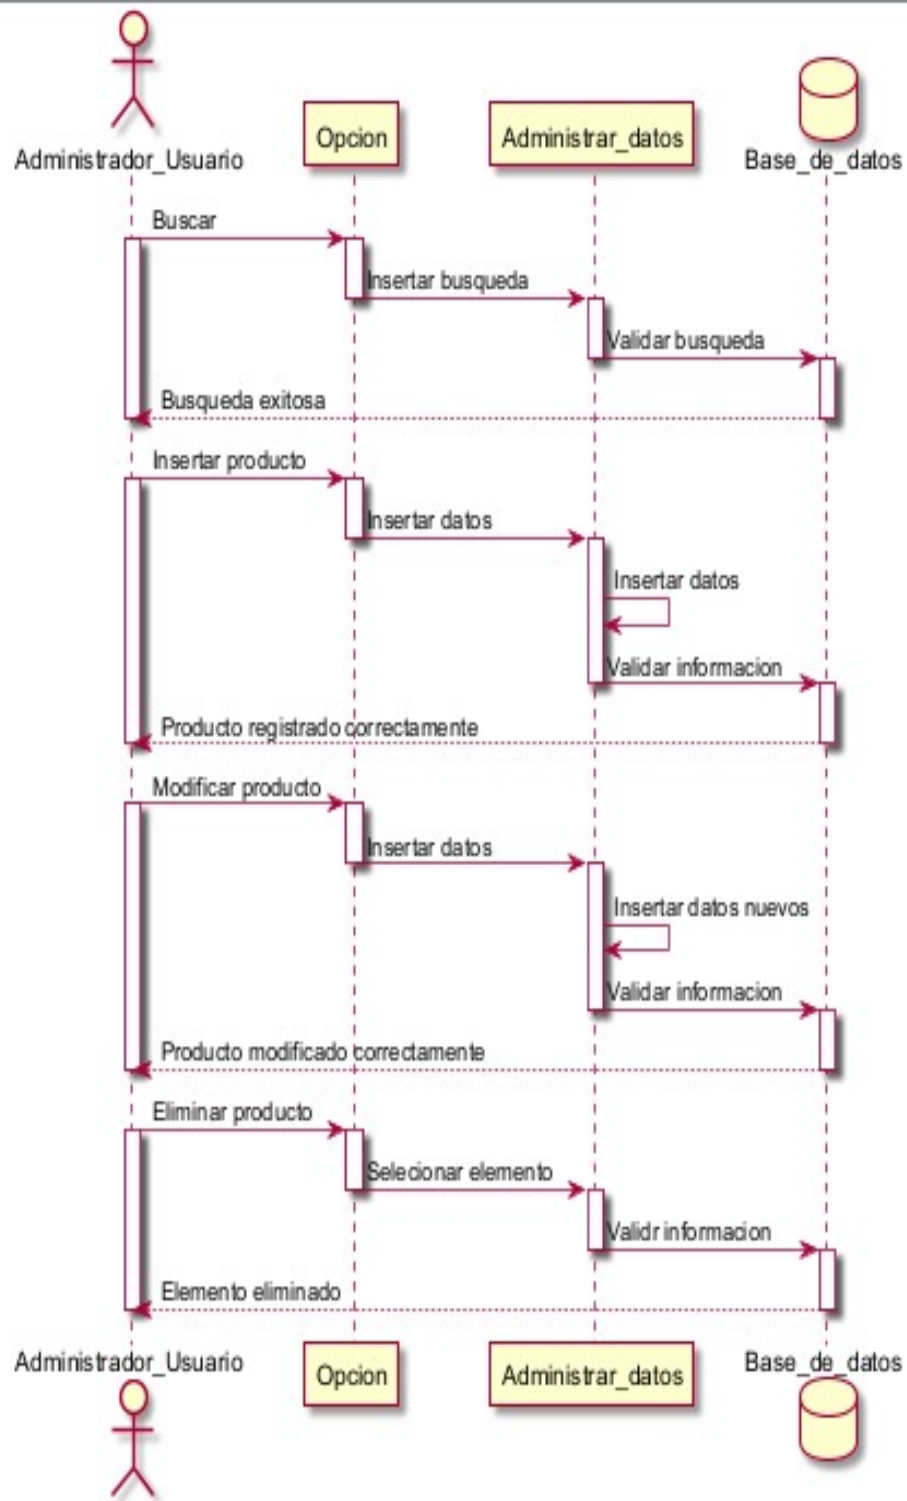 Administrador_Usuario
Opcion
Administrar_datos
Base_de_datos
Buscar
Insertar busqueda
Validar busqueda
Busqueda exitosa
Insertar producto
Insertar datos
Insertar datos
Validar informacion
Producto registrado correctamente
Modificar producto
Insertar datos
Insertar datos nuevos
Validar informacion
Producto modificado correctamente
Eliminar producto
Selecionar elemento
Validr informacion
Elemento eliminado
Administrador_Usuario
Opcion
Administrar_datos
Base_de_datos